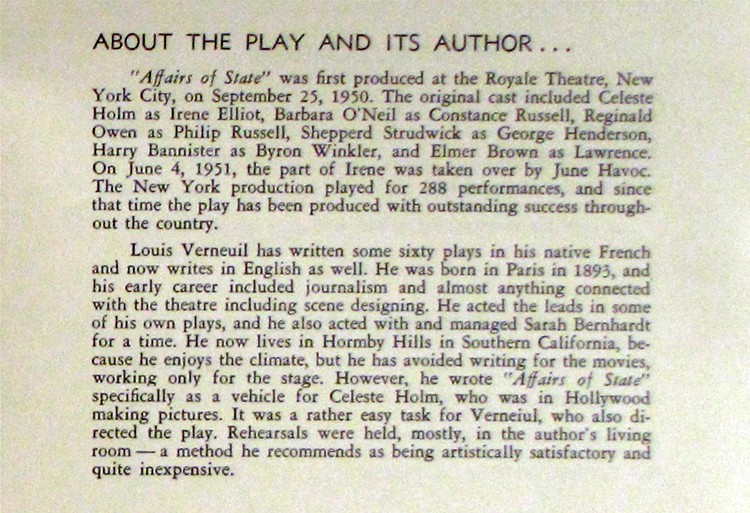 ABOUT THE PLAY AND ITS AUTHOR...
"Affairs of State" was first produced at the Royale Theatre, New
York City, on September 25, 1950. The original cast included Celeste
Holm as Irene Elliot, Barbara O'Neil as Constance Russell, Reginald
Owen as Philip Russell, Shepperd Strudwick as George Henderson,
Harry Bannister as Byron Winkler, and Elmer Brown as Lawrence.
On June 4, 1951, the part of Irene was taken over by June Havoc.
The New York production played for 288 performances, and since
that time the play has been produced with outstanding success through-
out the country.
Louis Verneuil has written some sixty plays in his native French
and now writes in English as well. He was born in Paris in 1893, and
his early career included journalism and almost anything connected
with the theatre including scene designing. He acted the leads in some
of his own plays, and he also acted with and managed Sarah Bernhardt
for a time. He now lives in Hormby Hills in Southern California, be-
cause he enjoys the climate, but he has avoided writing for the movies,
working only for the stage. However, he wrote "Affairs of State"
specifically as a vehicle for Celeste Holm, who was in Hollywood
making pictures. It was a rather easy task for Verneiul, who also di-
rected the play. Rehearsals were held, mostly, in the author's living
room — a method he recommends as being artistically satisfactory and
quite inexpensive.